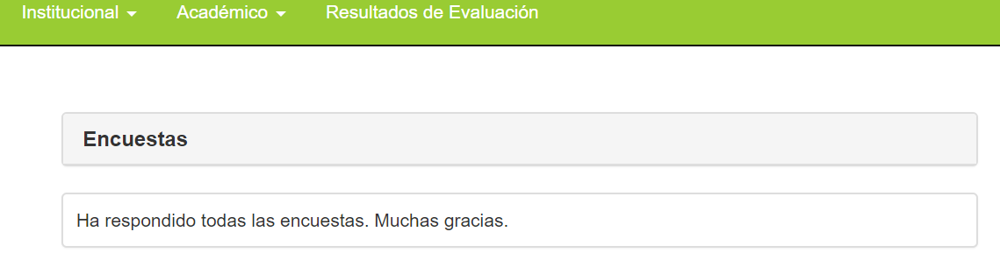 Institucional Académico Resultados de Evaluación
Encuestas
Ha respondido todas las encuestas. Muchas gracias.